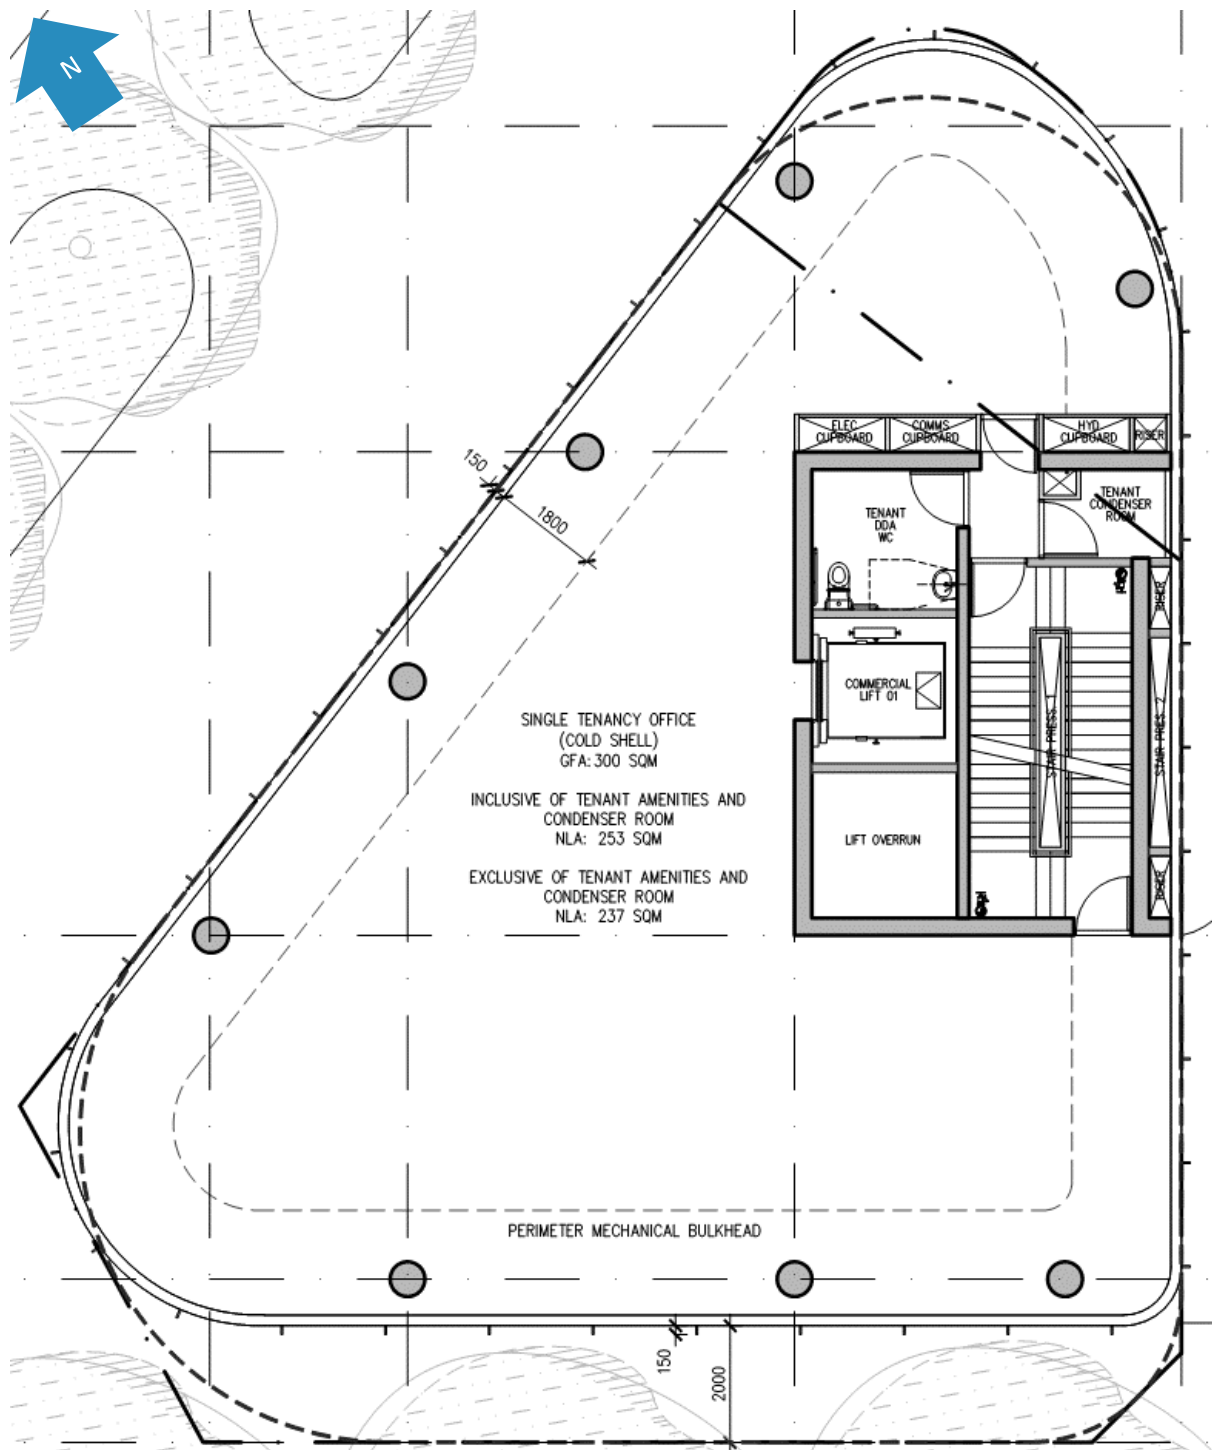 N
ELEC
CUPBOARD
COMMS
CUPBOARD
HYD
CUPBOARD
RISER
150
1800
TENANT
DDA
WC
TENANT
CONDENSER
ROOM
RISER
COMMERCIAL
LIFT 01
STAIR PRESS. 1
STAIR PRES. 2
SINGLE TENANCY OFFICE
(COLD SHELL)
GFA: 300 SQM
INCLUSIVE OF TENANT AMENITIES AND
CONDENSER ROOM
NLA: 253 SQM
LIFT OVERRUN
EXCLUSIVE OF TENANT AMENITIES AND
CONDENSER ROOM
NLA: 237 SQM
RISER
PERIMETER MECHANICAL BULKHEAD
150
2000